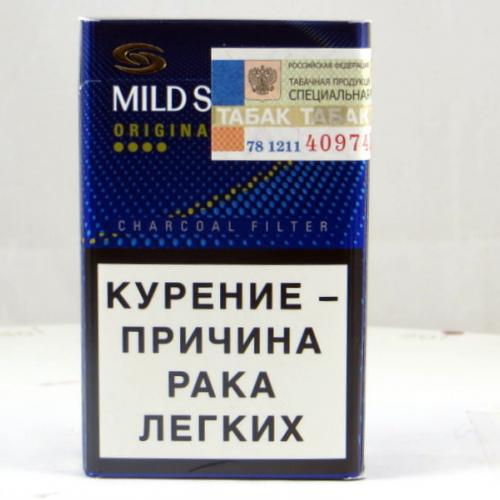 РОССИЙСКАЯ ФЕДЕРАЦИЯ
ТАБАЧНАЯ ПРОДУКЦИЯ
СПЕЦИАЛЬНАЯ
MILD S
ТАБАК ТАБАК
ORIGINA
78 1211 40974
CHARCOAL FILTER
КУРЕНИЕ –
ПРИЧИНА
РАКА
ЛЕГКИХ